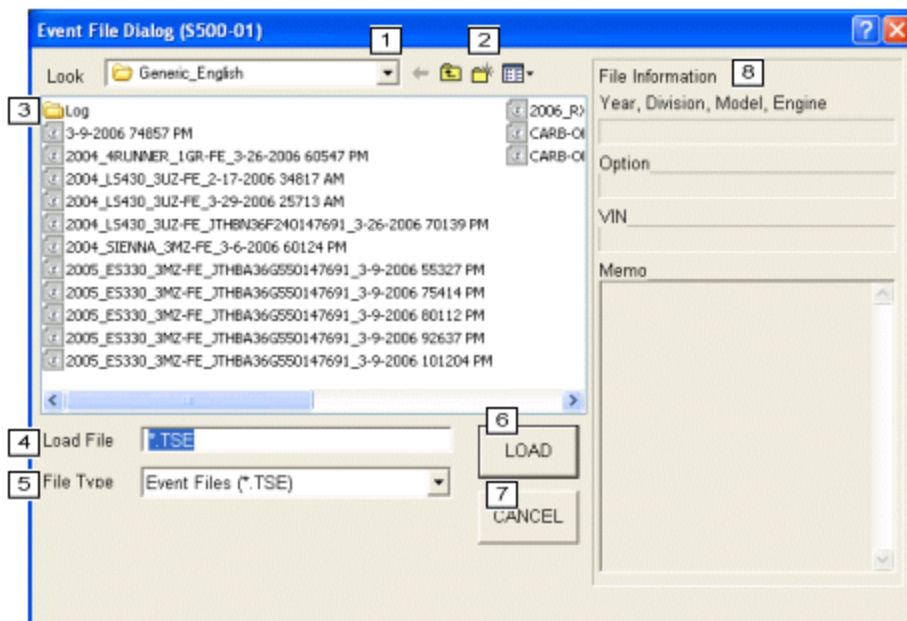 Event File Dialog (S500-01)
1
2
Look
Generic_English
3
Log
3-9-2006 74857 PM
2004_4RUNNER_1GR-FE_3-26-2006 60547 PM
2004_LS430_3UZ-FE_2-17-2006 34817 AM
2004_LS430_3UZ-FE_3-29-2006 25713 AM
2004_LS430_3UZ-FE_JTHBN36F240147691_3-26-2006 70139 PM
2004_SIENNA_3MZ-FE_3-6-2006 60124 PM
2005_ES330_3MZ-FE_JTHBA36G550147691_3-9-2006 55327 PM
2005_ES330_3MZ-FE_JTHBA36G550147691_3-9-2006 75414 PM
2005_ES330_3MZ-FE_JTHBA36G550147691_3-9-2006 80112 PM
2005_ES330_3MZ-FE_JTHBA36G550147691_3-9-2006 92637 PM
2005_ES330_3MZ-FE_JTHBA36G550147691_3-9-2006 101204 PM
2006_RX
CARB-O
CARB-O
4
Load File
*.TSE
5
File Type
Event Files (*.TSE)
6
LOAD
7
CANCEL
File Information
8
Year, Division, Model, Engine
Option
VIN
Memo